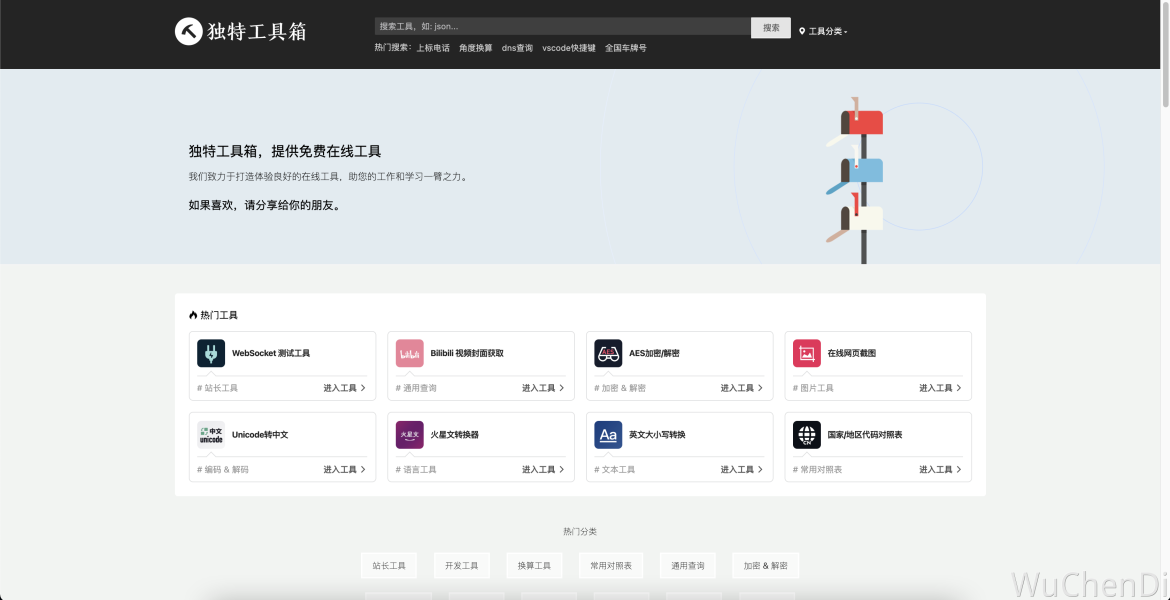 独特工具箱
搜索工具，如: json...
搜索
工具分类
热门搜索: 上标电话 角度换算 dns查询 vscode快捷键 全国车牌号
独特工具箱，提供免费在线工具
我们致力于打造体验良好的在线工具，助您的工作和学习一臂之力。
如果喜欢，请分享给你的朋友。
热门工具
WebSocket 测试工具
# 站长工具 进入工具
Bilibili 视频封面获取
# 通用查询 进入工具
AES
AES加密/解密
# 加密 & 解密 进入工具
在线网页截图
# 图片工具 进入工具
中文
unicode
Unicode转中文
# 编码 & 解码 进入工具
火星文
火星文转换器
# 语言工具 进入工具
Aa
英文大小写转换
# 文本工具 进入工具
CN
国家/地区代码对照表
# 常用对照表 进入工具
热门分类
站长工具 开发工具 换算工具 常用对照表 通用查询 加密 & 解密
WuChenDi